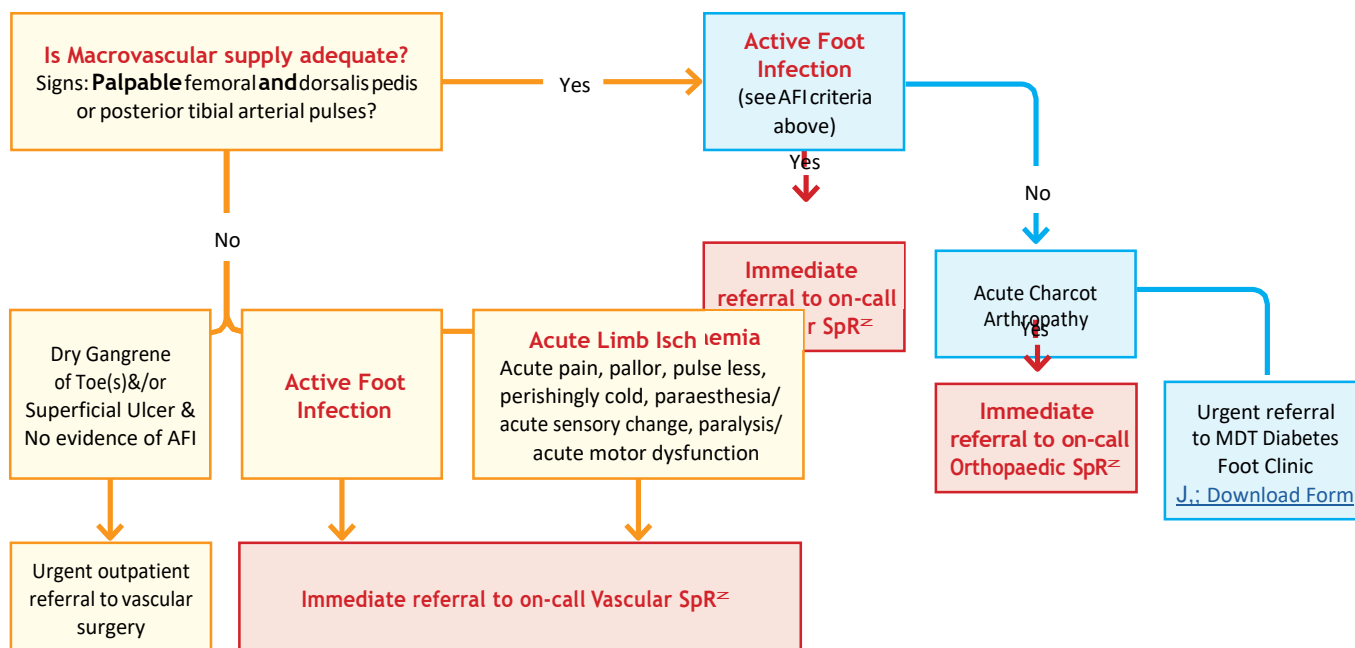 Is Macrovascular supply adequate?
Signs: Palpable femoral and dorsalis pedis
or posterior tibial arterial pulses?
Yes
Active Foot
Infection
(see AFI criteria
above)
Yes
No
No
Immediate
referral to on-call
r SpRᶻ
Acute Charcot
Arthropathy
Yes
Dry Gangrene
of Toe(s)&/or
Superficial Ulcer &
No evidence of AFI
Active Foot
Infection
Acute Limb Isch aemia
Acute pain, pallor, pulse less,
perishingly cold, paraesthesia/
acute sensory change, paralysis/
acute motor dysfunction
Immediate
referral to on-call
Orthopaedic SpRᶻ
Urgent referral
to MDT Diabetes
Foot Clinic
J,; Download Form
Urgent outpatient
referral to vascular
surgery
Immediate referral to on-call Vascular SpRᶻ